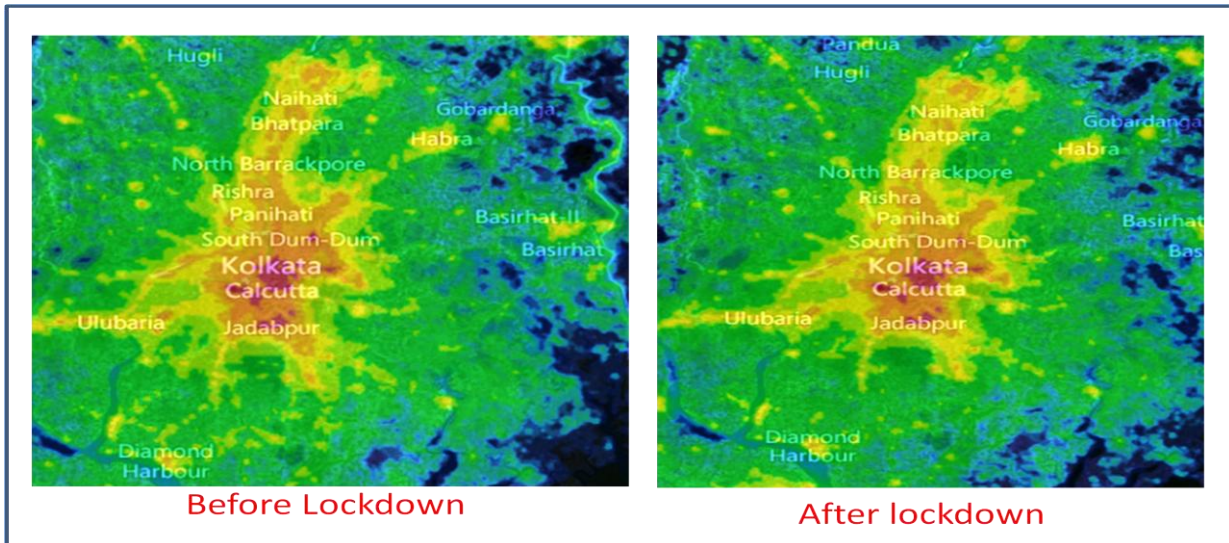 Hugli
Naihati
Bhatpara
Gobardanga
Habra
North Barrackpore
Rishra
Panihati
Basirhat-II
South Dum-Dum
Basirhat
Kolkata
Calcutta
Ulubaria
Jadabpur
Diamond
Harbour
Before Lockdown
Pandua
Hugli
Naihati
Gobardanga
Bhatpara
Habra
North Barrackpore
Rishra
Panihati
Basirhat
South Dum-Dum
Bas
Kolkata
Calcutta
Ulubaria
Jadabpur
Diamond
Harbour
After lockdown